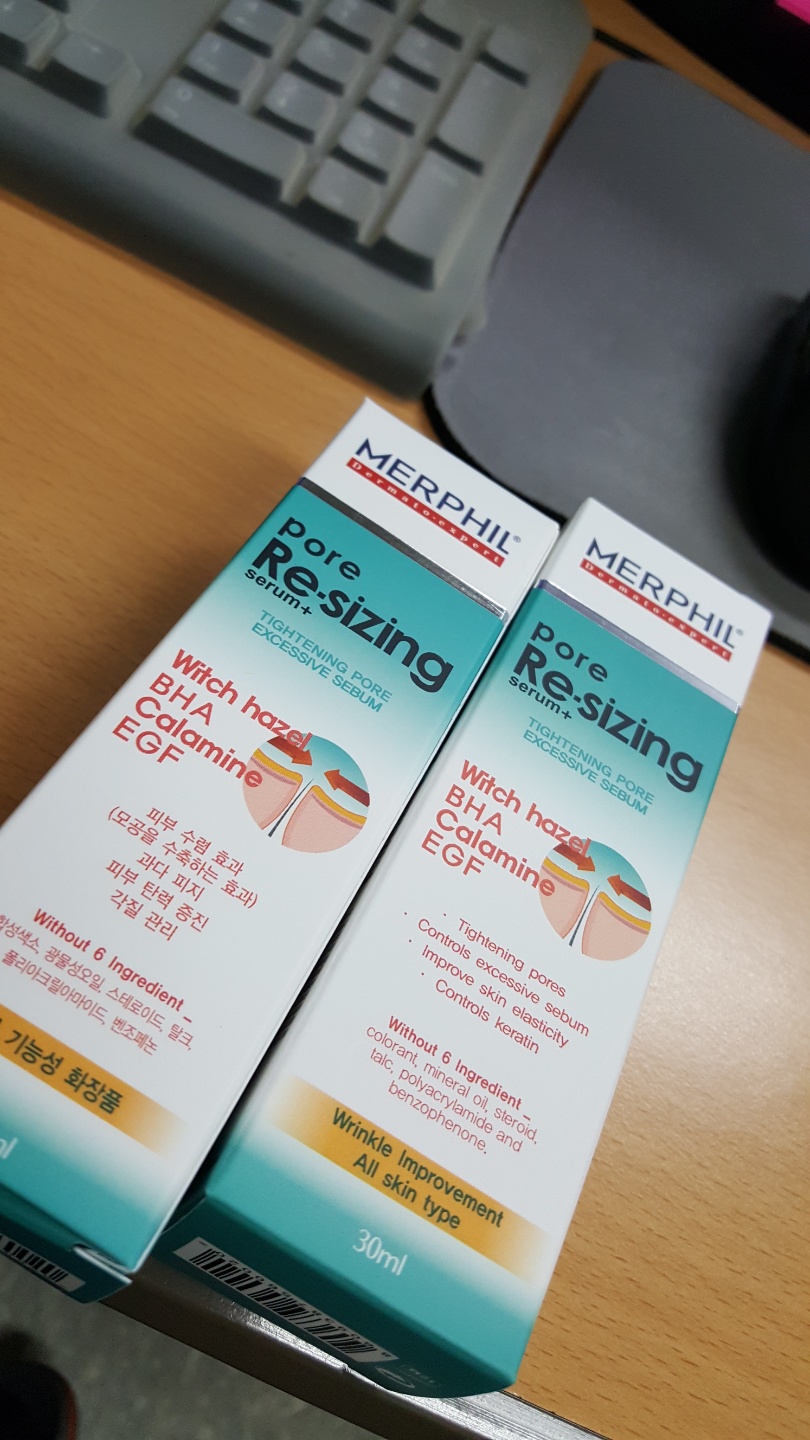 MERPHIL®
Dermato-expert
pore
Re-sizing
serum+
TIGHTENING PORE
EXCESSIVE SEBUM
Witch hazel
BHA
Calamine
EGF
피부 수렴 효과
(모공을 수축하는 효과)
과다 피지
피부 탄력 증진
각질 관리
Without 6 Ingredient _
합성색소, 광물성오일, 스테로이드, 탈크,
폴리아크릴아마이드, 벤조페논
기능성 화장품
ml
MERPHIL®
Dermato-expert
pore
Re-sizing
serum+
TIGHTENING PORE
EXCESSIVE SEBUM
Witch hazel
BHA
Calamine
EGF
· Tightening pores
· Controls excessive sebum
· Improve skin elasticity
· Controls keratin
Without 6 Ingredient _
colorant, mineral oil, steroid,
talc, polyacrylamide and
benzophenone.
Wrinkle Improvement
All skin type
30ml